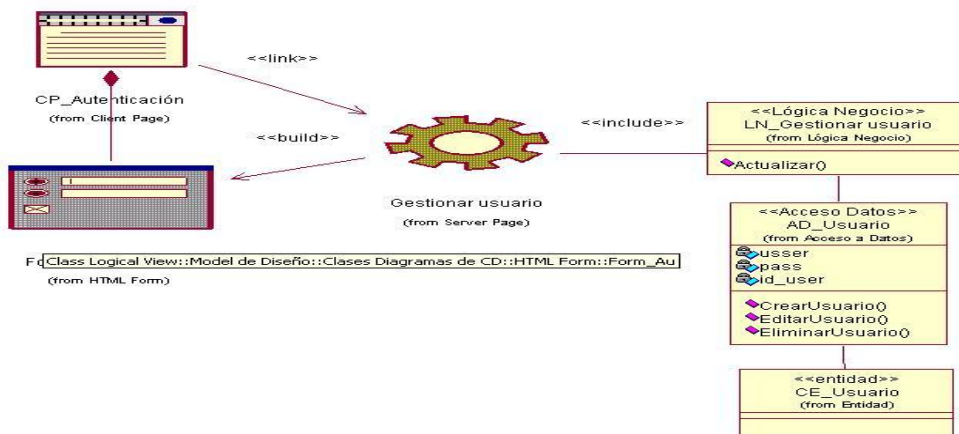 <<link>>
CP_Autenticación
(from Client Page)
<<build>>
Gestionar usuario
(from Server Page)
<<include>>
<<Lógica Negocio>>
LN_Gestionar usuario
(from Lógica Negocio)
Actualizar()
<<Acceso Datos>>
AD_Usuario
(from Acceso a Datos)
usser
pass
id_user
CrearUsuario()
EditarUsuario()
EliminarUsuario()
<<entidad>>
CE_Usuario
(from Entidad)
Class Logical View::Model de Diseño::Clases Diagramas de CD::HTML Form::Form_Au
(from HTML Form)